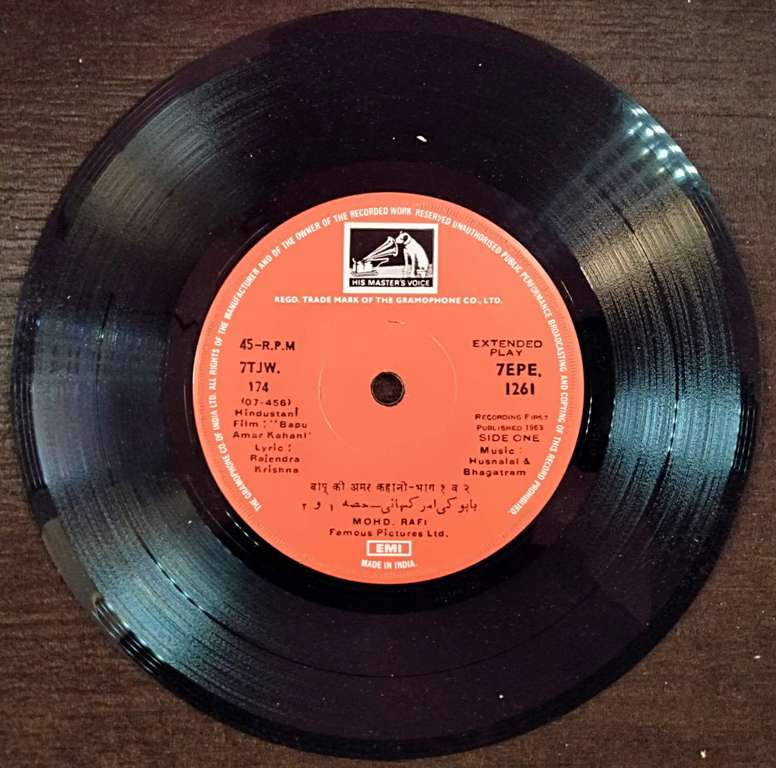 THE GRAMOPHONE CO OF INDIA LTD. ALL RIGHTS OF THE MANUFACTURER AND OF THE OWNER OF THE RECORDED WORK RESERVED UNAUTHORISED PUBLIC PERFORMANCE BROADCASTING AND COPYING OF THIS RECORD PROHIBITED.
HIS MASTER'S VOICE
REGD. TRADE MARK OF THE GRAMOPHONE CO., LTD.
45-R.P.M
7TJW.
174
(07-456)
Hindustani
Film : "Bapu
Amar Kahani"
Lyric :
Rajendra
Krishna
EXTENDED
PLAY
7EPE.
1261
RECORDING FIRST
PUBLISHED 1963
SIDE ONE
Music :
Husnalal &
Bhagatram
बापू की अमर कहानी-भाग १ व २
باپو کی امر کہانی — حصہ ۱ و ۲
MOHD. RAFI
Famous Pictures Ltd.
EMI
MADE IN INDIA.